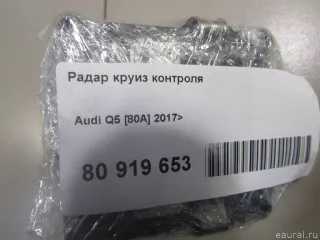 Радар круиз контроля
Audi Q5 [80A] 2017>
80 919 653
eaural.ru